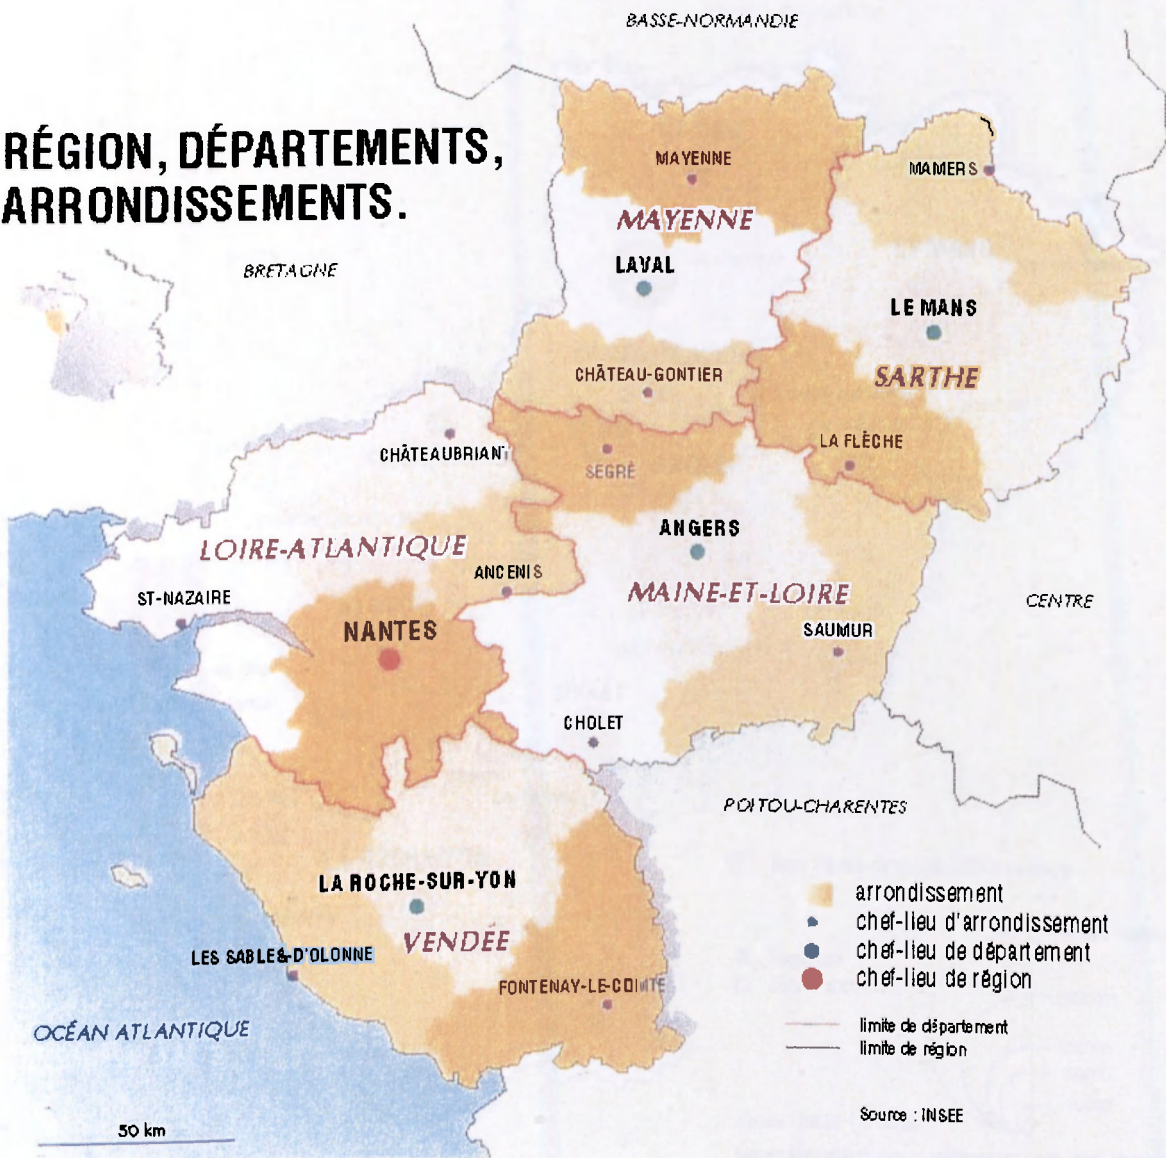 BASSE-NORMANDIE
RÉGION, DÉPARTEMENTS,
ARRONDISSEMENTS.
MAYENNE
MAMERS
MAYENNE
BRETAGNE
LAVAL
LE MANS
CHÂTEAU-GONTIER
SARTHE
CHÂTEAUBRIANT
LA FLÈCHE
SEGRÉ
ANGERS
LOIRE-ATLANTIQUE
ANCENIS
MAINE-ET-LOIRE
ST-NAZAIRE
CENTRE
NANTES
SAUMUR
CHOLET
POITOU-CHARENTES
LA ROCHE-SUR-YON
VENDÉE
LES SABLES-D'OLONNE
FONTENAY-LE-COMTE
OCÉAN ATLANTIQUE
arrondissement
chef-lieu d'arrondissement
chef-lieu de département
chef-lieu de région
limite de département
limite de région
Source : INSEE
50 km